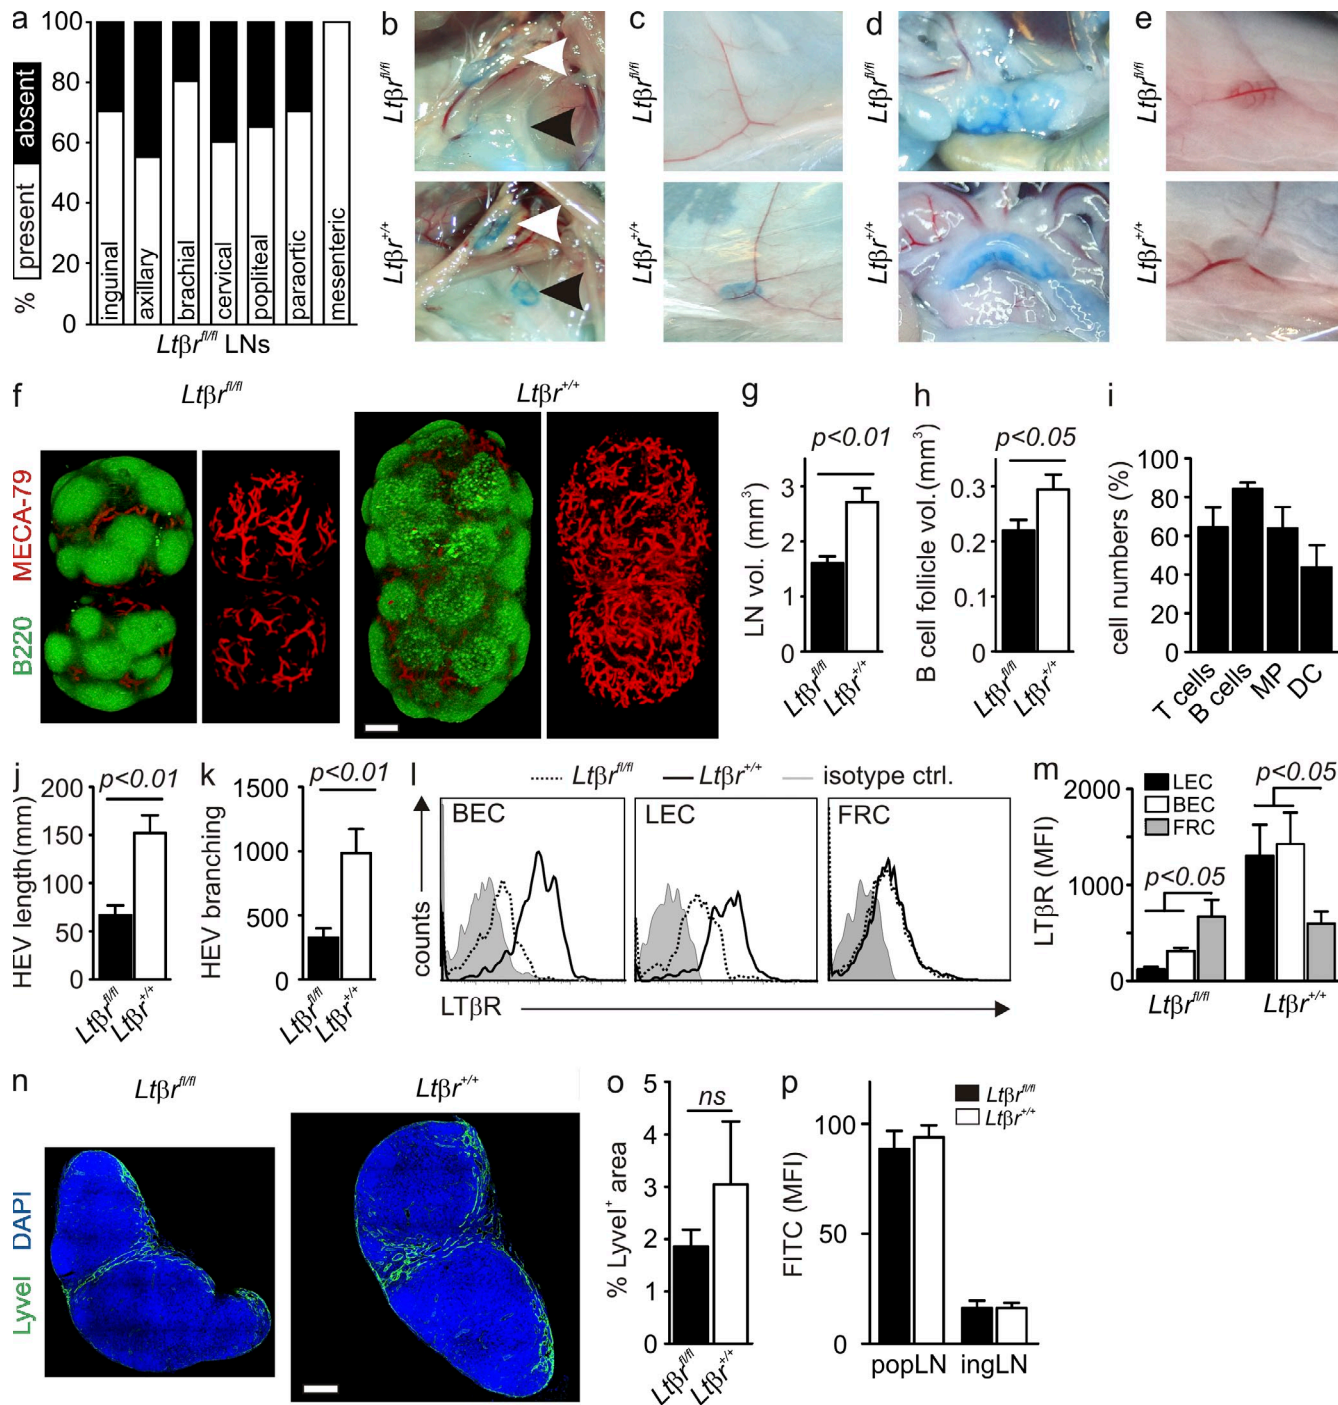 a
100
80
60
40
20
0
% present absent
inguinal
axillary
brachial
cervical
popliteal
paraortic
mesenteric
Ltβr^fl/fl LNs
b
Ltβr^fl/fl
Ltβr^+/+
c
Ltβr^fl/fl
Ltβr^+/+
d
Ltβr^fl/fl
Ltβr^+/+
e
Ltβr^fl/fl
Ltβr^+/+
f
Ltβr^fl/fl
Ltβr^+/+
B220 MECA-79
g
p<0.01
LN vol. (mm³)
3
2
1
0
Ltβr^fl/fl
Ltβr^+/+
h
p<0.05
B cell follicle vol.(mm³)
0.3
0.2
0.1
0
Ltβr^fl/fl
Ltβr^+/+
i
cell numbers (%)
100
80
60
40
20
0
T cells
B cells
MP
DC
j
p<0.01
HEV length(mm)
200
150
100
50
0
Ltβr^fl/fl
Ltβr^+/+
k
p<0.01
HEV branching
1500
1000
500
0
Ltβr^fl/fl
Ltβr^+/+
l
Ltβr^fl/fl
Ltβr^+/+
isotype ctrl.
BEC
LEC
FRC
counts
LTβR
m
LEC
BEC
FRC
p<0.05
p<0.05
LTβR (MFI)
2000
1000
0
Ltβr^fl/fl
Ltβr^+/+
n
Ltβr^fl/fl
Ltβr^+/+
LyveI DAPI
o
ns
% LyveI⁺ area
5
4
3
2
1
0
Ltβr^fl/fl
Ltβr^+/+
p
Ltβr^fl/fl
Ltβr^+/+
FITC (MFI)
100
50
0
popLN
ingLN